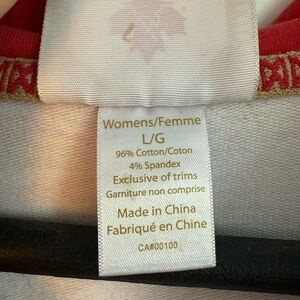 Womens/Femme
L/G
96% Cotton/Coton
4% Spandex
Exclusive of trims
Garniture non comprise
Made in China
Fabriqué en Chine
CA#00100